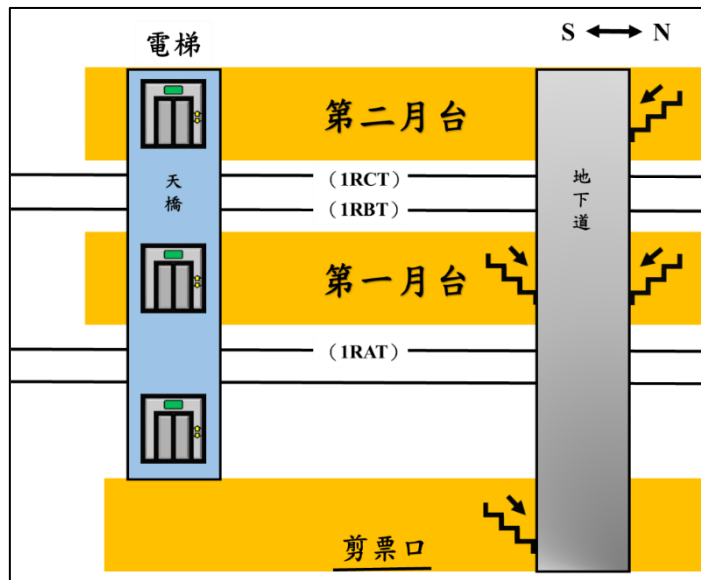 電梯
S N
第二月台
天橋
地下道
（1RCT）
（1RBT）
第一月台
（1RAT）
剪票口